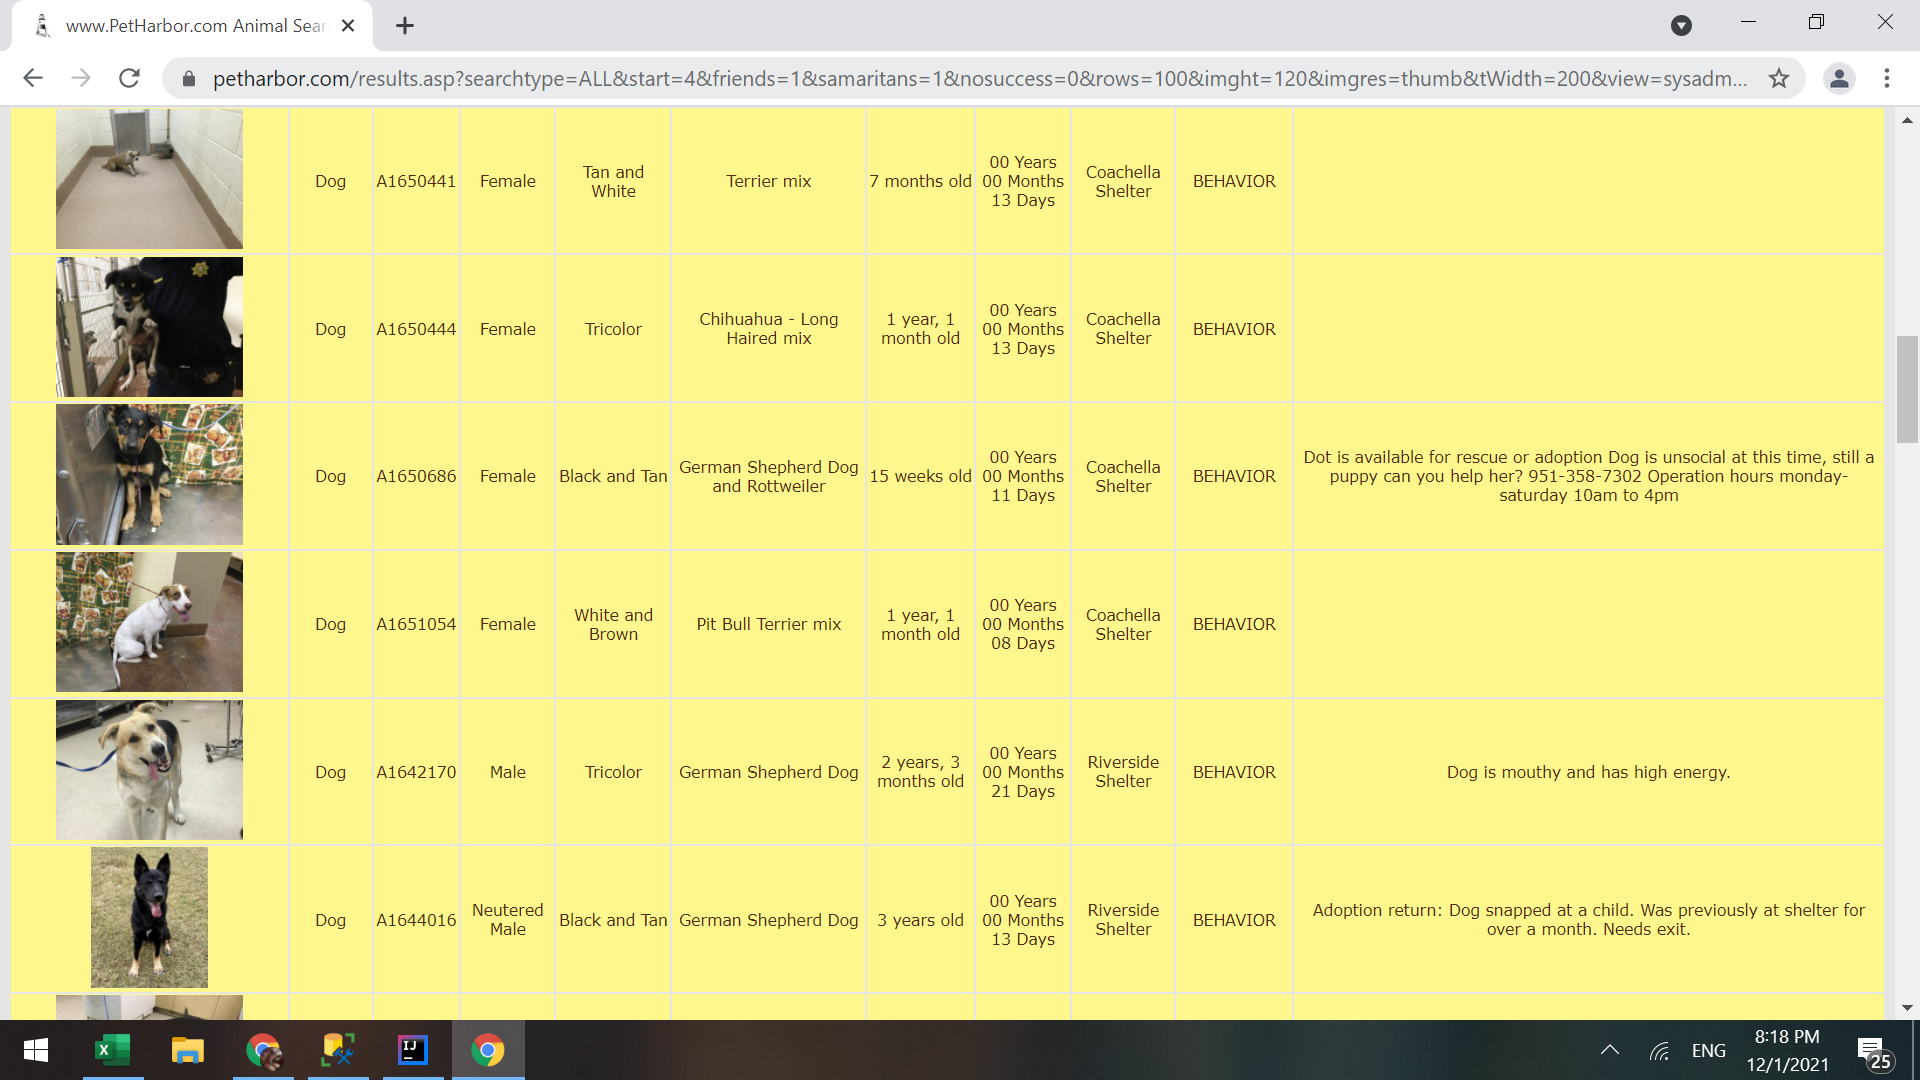 www.PetHarbor.com Animal Sear
petharbor.com/results.asp?searchtype=ALL&start=4&friends=1&samaritans=1&nosuccess=0&rows=100&imght=120&imgres=thumb&tWidth=200&view=sysadm...
Dog
A1650441
Female
Tan and
White
Terrier mix
7 months old
00 Years
00 Months
13 Days
Coachella
Shelter
BEHAVIOR
Dog
A1650444
Female
Tricolor
Chihuahua - Long
Haired mix
1 year, 1
month old
00 Years
00 Months
13 Days
Coachella
Shelter
BEHAVIOR
Dog
A1650686
Female
Black and Tan
German Shepherd Dog
and Rottweiler
15 weeks old
00 Years
00 Months
11 Days
Coachella
Shelter
BEHAVIOR
Dot is available for rescue or adoption Dog is unsocial at this time, still a
puppy can you help her? 951-358-7302 Operation hours monday-
saturday 10am to 4pm
Dog
A1651054
Female
White and
Brown
Pit Bull Terrier mix
1 year, 1
month old
00 Years
00 Months
08 Days
Coachella
Shelter
BEHAVIOR
Dog
A1642170
Male
Tricolor
German Shepherd Dog
2 years, 3
months old
00 Years
00 Months
21 Days
Riverside
Shelter
BEHAVIOR
Dog is mouthy and has high energy.
Dog
A1644016
Neutered
Male
Black and Tan
German Shepherd Dog
3 years old
00 Years
00 Months
13 Days
Riverside
Shelter
BEHAVIOR
Adoption return: Dog snapped at a child. Was previously at shelter for
over a month. Needs exit.
X
IJ
ENG
8:18 PM
12/1/2021
25